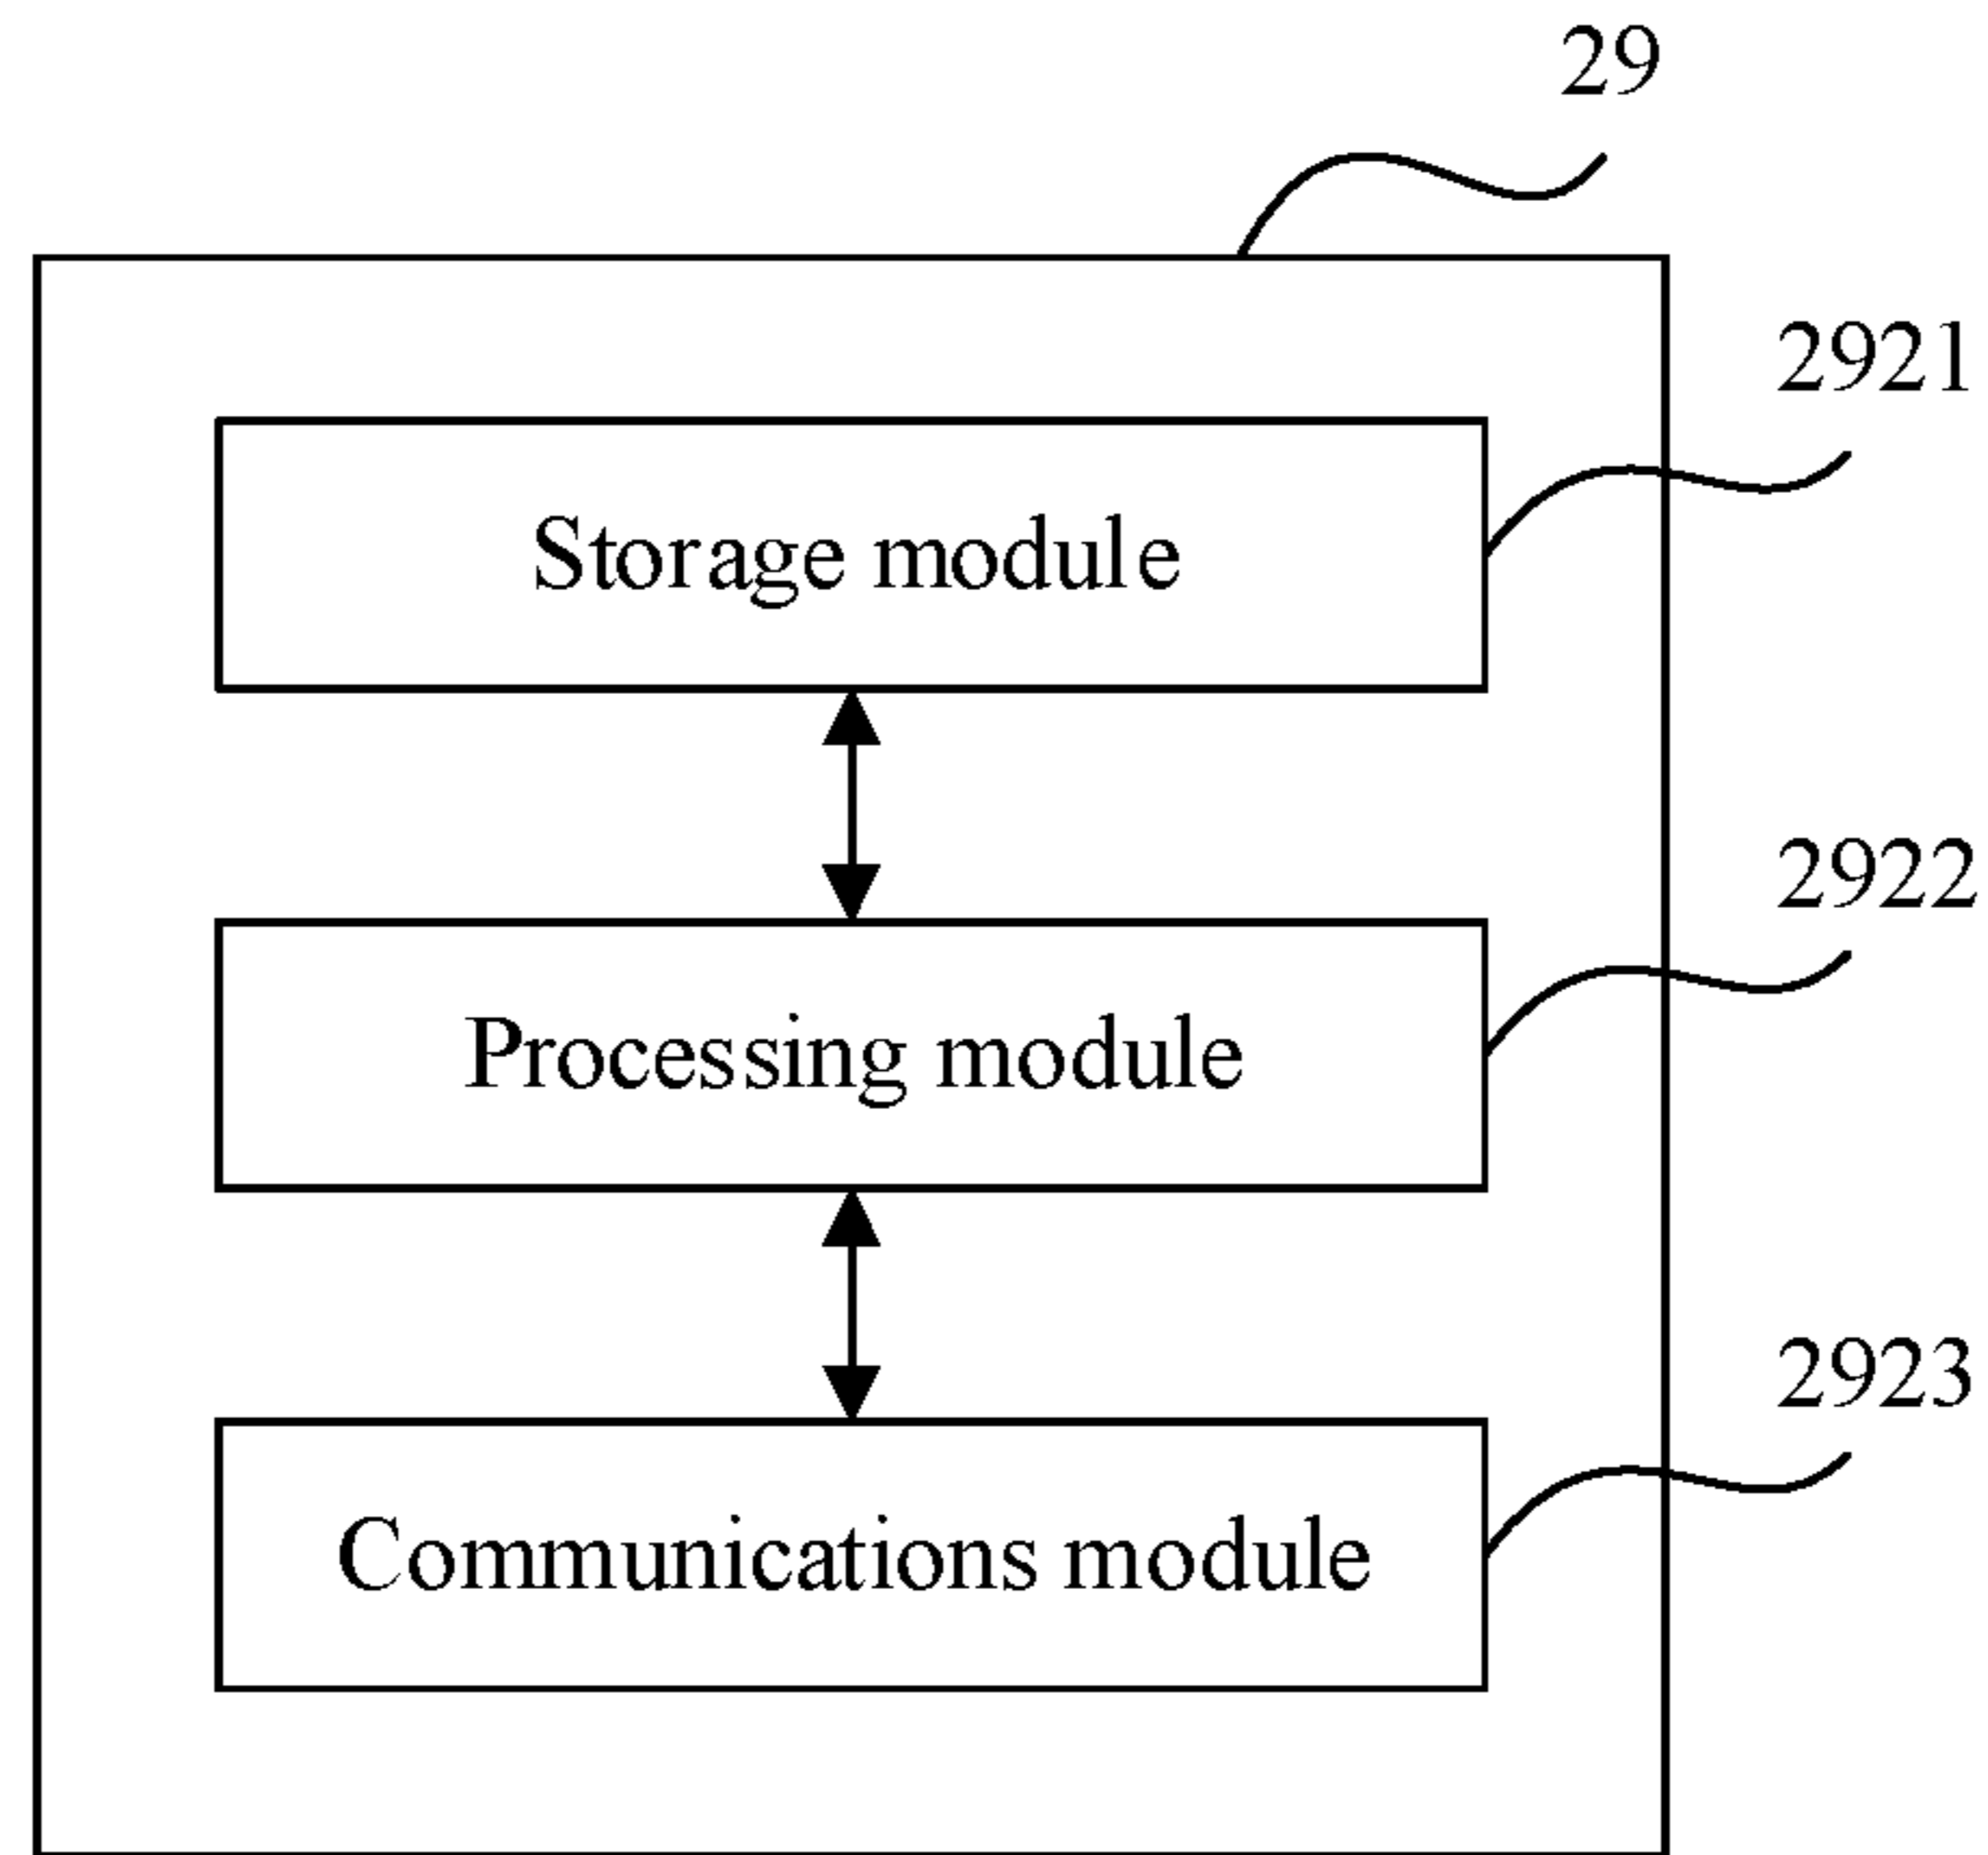 29
2921
Storage module
2922
Processing module
2923
Communications module